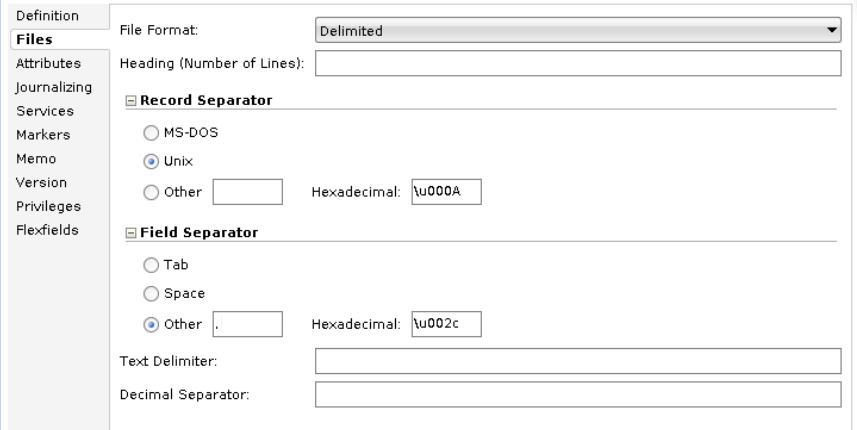 Definition
Files
Attributes
Journalizing
Services
Markers
Memo
Version
Privileges
Flexfields
File Format: Delimited
Heading (Number of Lines):
Record Separator
MS-DOS
Unix
Other Hexadecimal: \u000A
Field Separator
Tab
Space
Other , Hexadecimal: \u002c
Text Delimiter:
Decimal Separator: